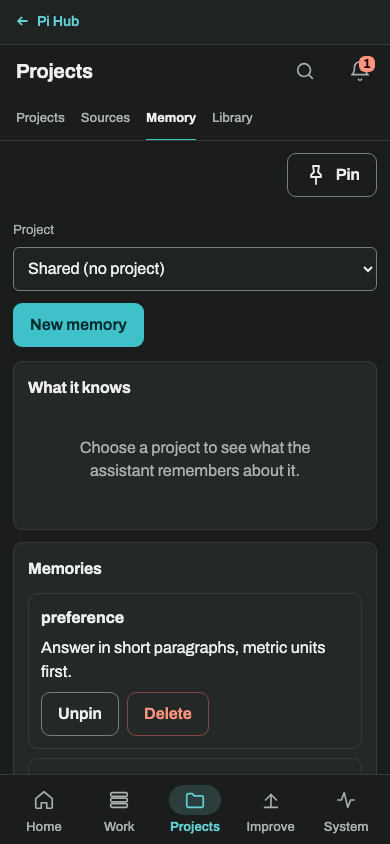 ← Pi Hub
Projects
1
Projects Sources Memory Library
Pin
Project
Shared (no project)
New memory
What it knows
Choose a project to see what the
assistant remembers about it.
Memories
preference
Answer in short paragraphs, metric units
first.
Unpin Delete
Home Work Projects Improve System